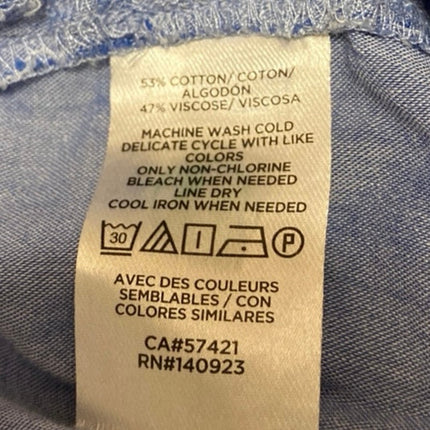 53% COTTON/ COTON/
ALGODÓN
47% VISCOSE/ VISCOSA
MACHINE WASH COLD
DELICATE CYCLE WITH LIKE
COLORS
ONLY NON-CHLORINE
BLEACH WHEN NEEDED
LINE DRY
COOL IRON WHEN NEEDED
30 P
AVEC DES COULEURS
SEMBLABLES / CON
COLORES SIMILARES
CA#57421
RN#140923